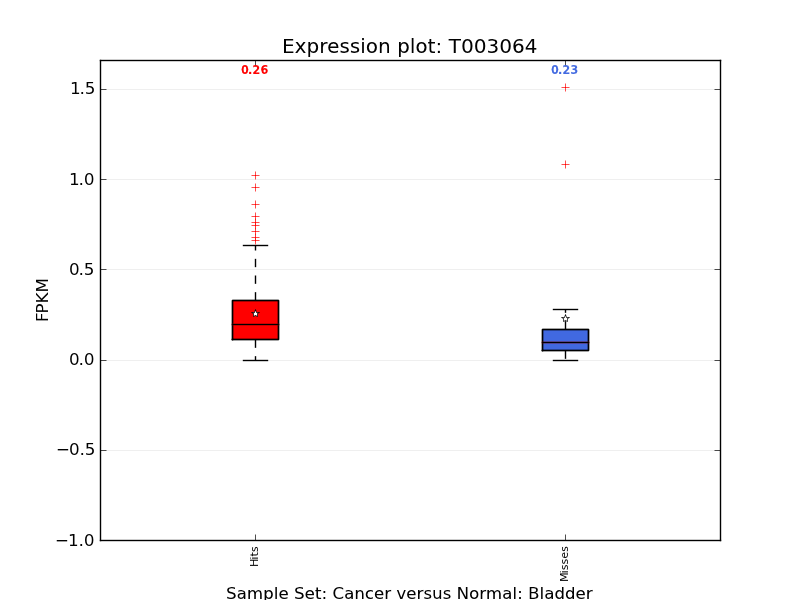 Expression plot: T003064
0.26
0.23
1.5
1.0
0.5
0.0
−0.5
−1.0
FPKM
Hits
Misses
Sample Set: Cancer versus Normal: Bladder